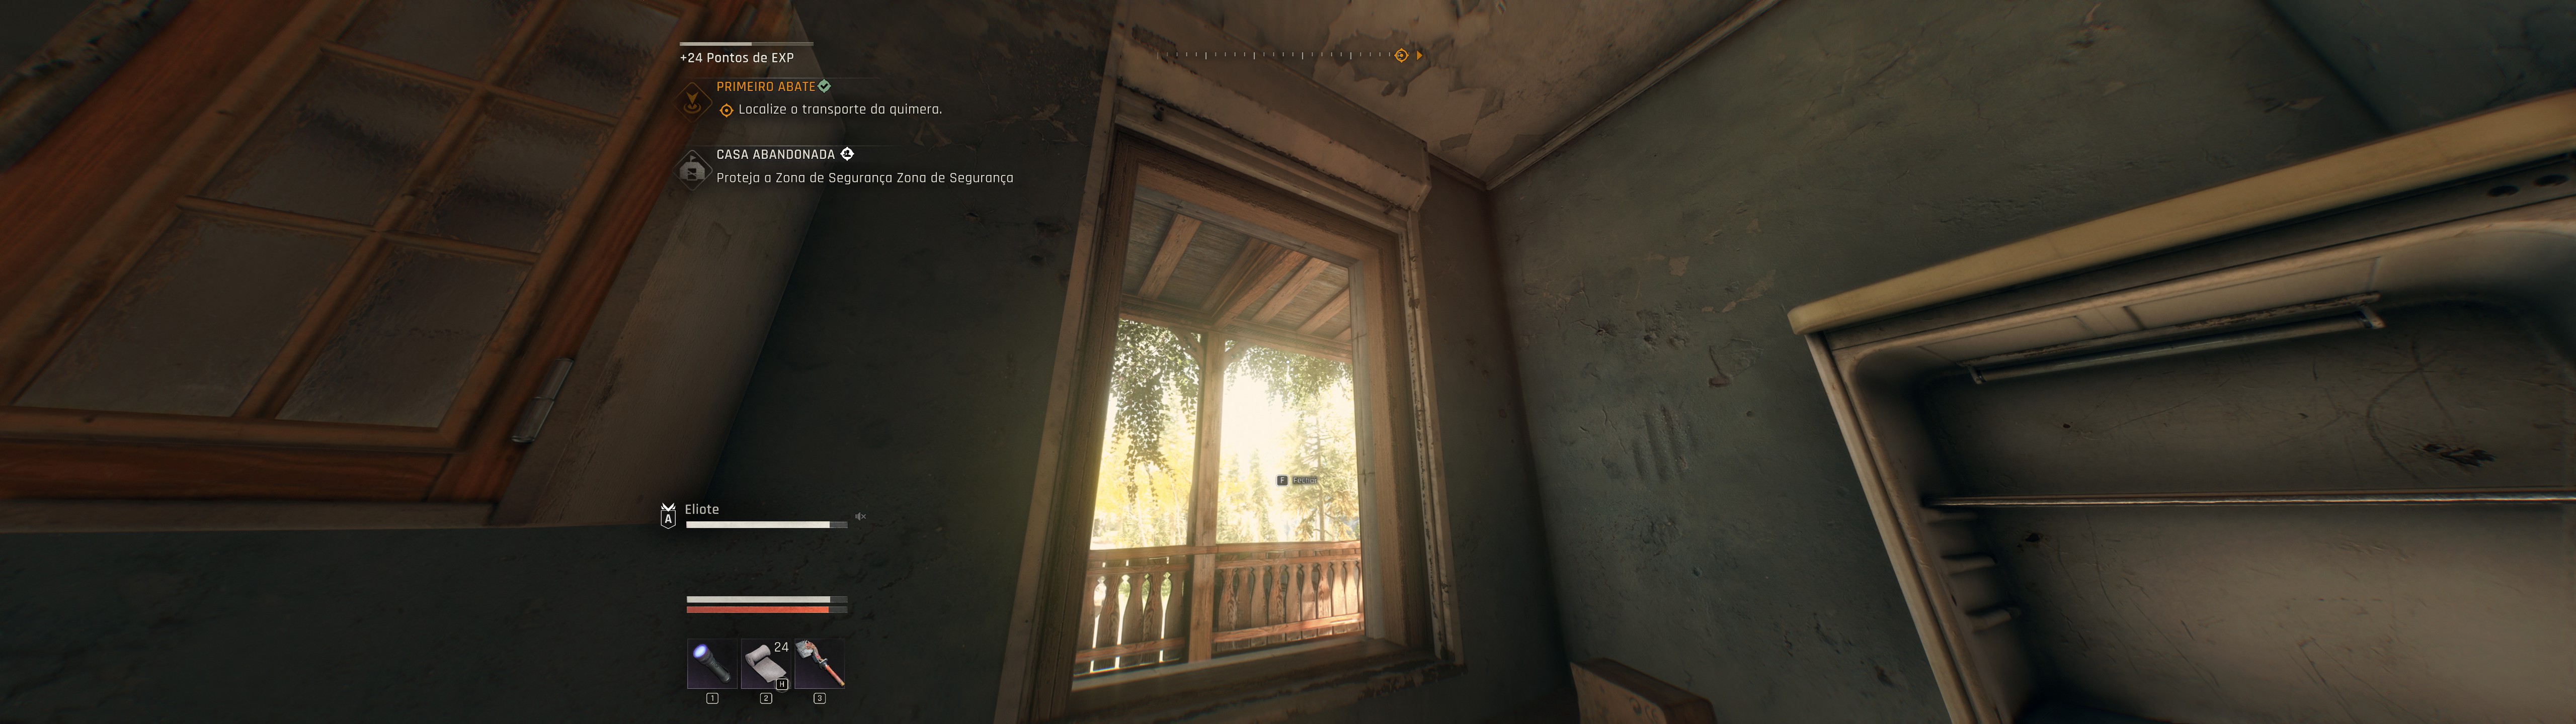 +24 Pontos de EXP
PRIMEIRO ABATE
Localize o transporte da quimera.
CASA ABANDONADA
Proteja a Zona de Segurança Zona de Segurança
F Fechar
A Eliote
24
H
1 2 3